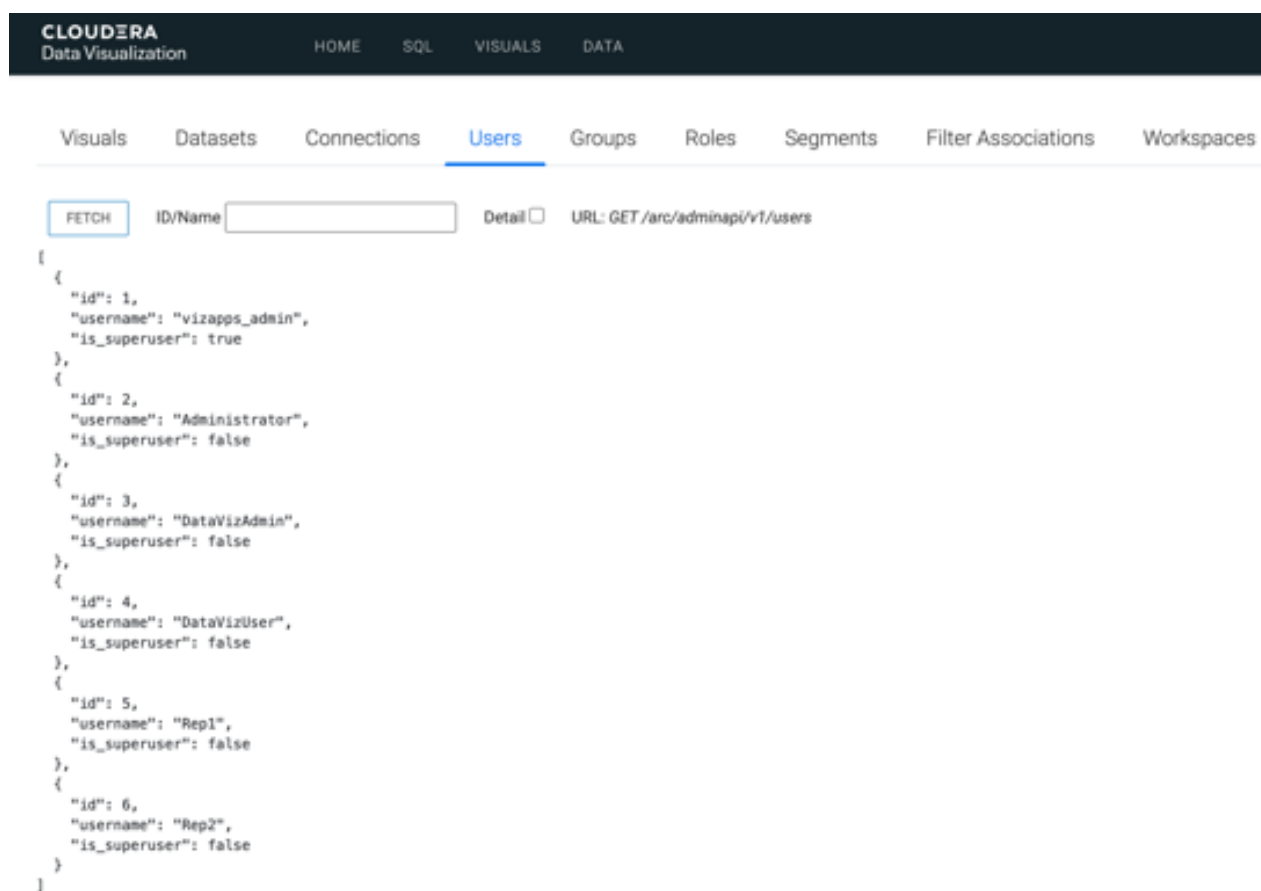 CLOUDERA
Data Visualization
HOME SQL VISUALS DATA
Visuals Datasets Connections Users Groups Roles Segments Filter Associations Workspaces
FETCH ID/Name Detail URL: GET /arc/adminapi/v1/users
[
{
"id": 1,
"username": "vizapps_admin",
"is_superuser": true
},
{
"id": 2,
"username": "Administrator",
"is_superuser": false
},
{
"id": 3,
"username": "DataVizAdmin",
"is_superuser": false
},
{
"id": 4,
"username": "DataVizUser",
"is_superuser": false
},
{
"id": 5,
"username": "Rep1",
"is_superuser": false
},
{
"id": 6,
"username": "Rep2",
"is_superuser": false
}
]